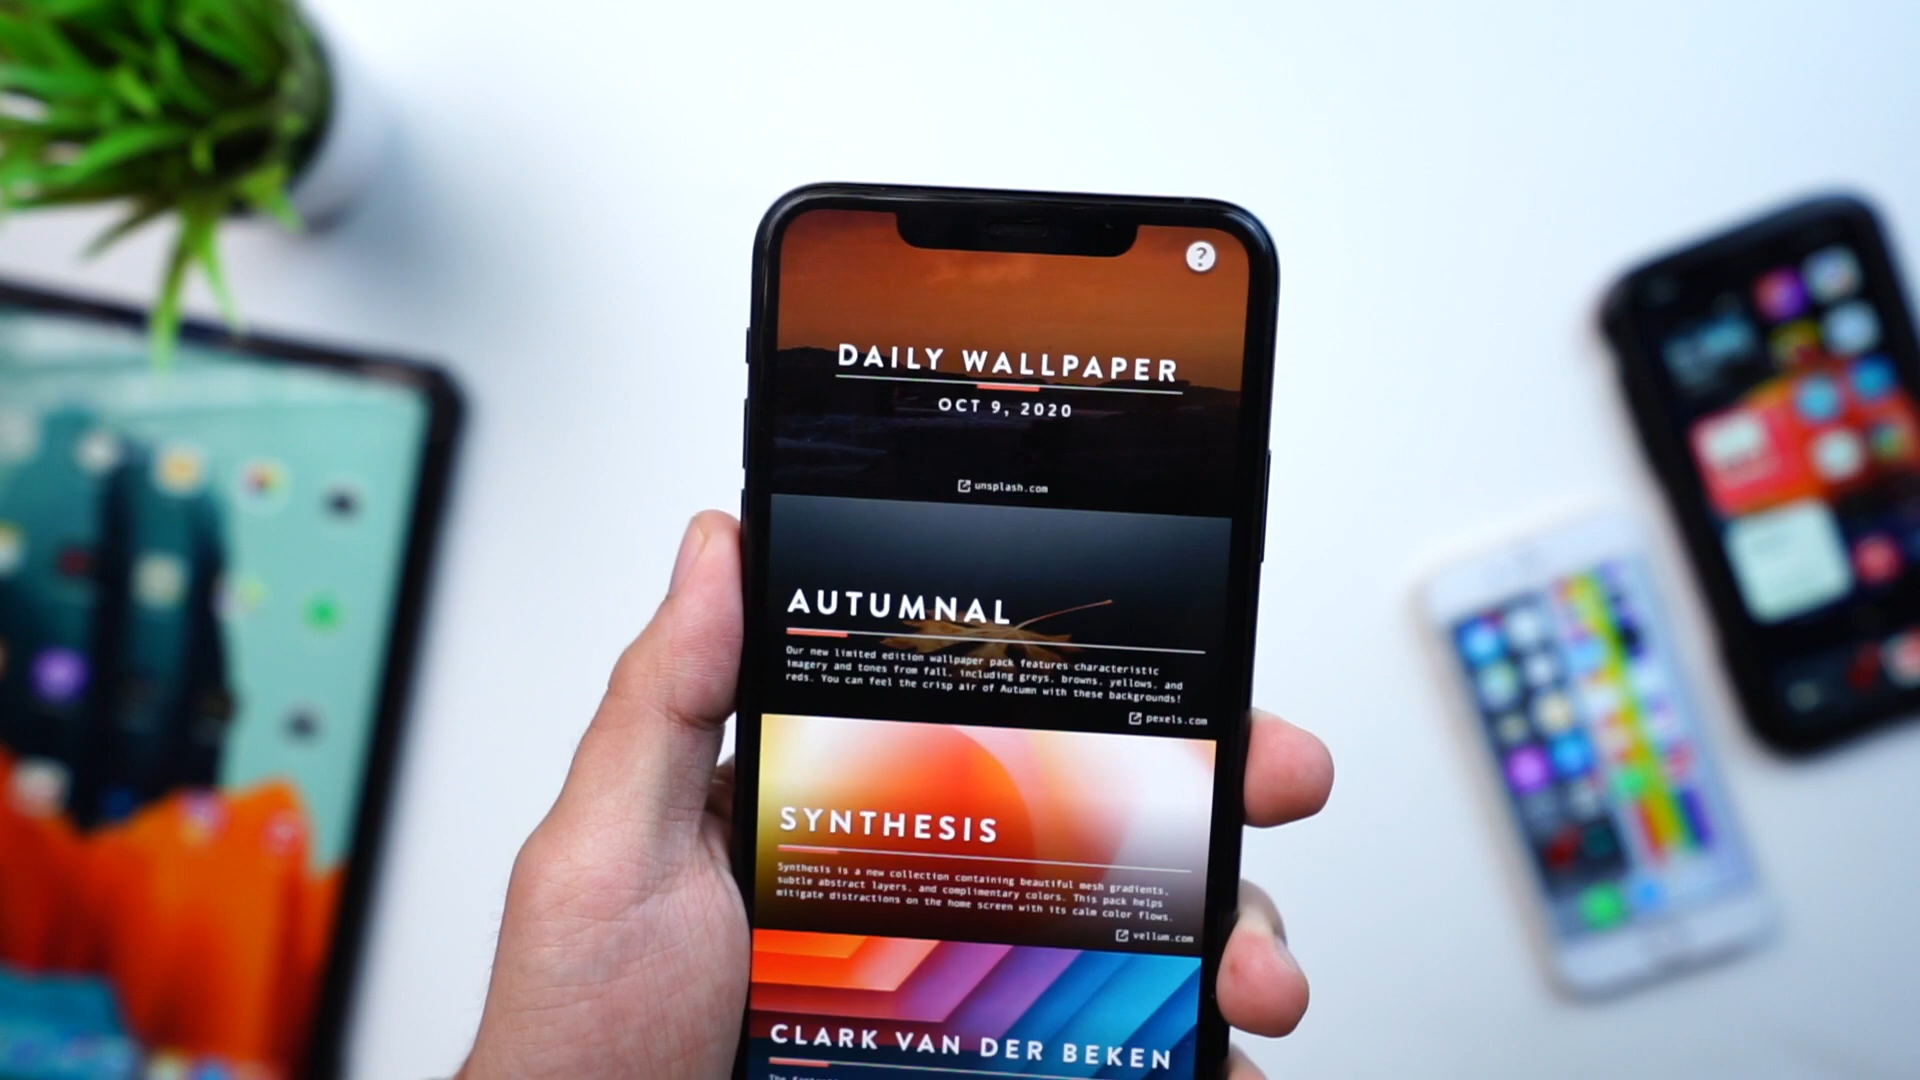 ?
DAILY WALLPAPER
OCT 9, 2020
unsplash.com
AUTUMNAL
Our new limited edition wallpaper pack features characteristic
imagery and tones from fall, including greys, browns, yellows, and
reds. You can feel the crisp air of Autumn with these backgrounds!
pexels.com
SYNTHESIS
Synthesis is a new collection containing beautiful mesh gradients,
subtle abstract layers, and complimentary colors. This pack helps
mitigate distractions on the home screen with its calm color flows.
vellum.com
CLARK VAN DER BEKEN
The